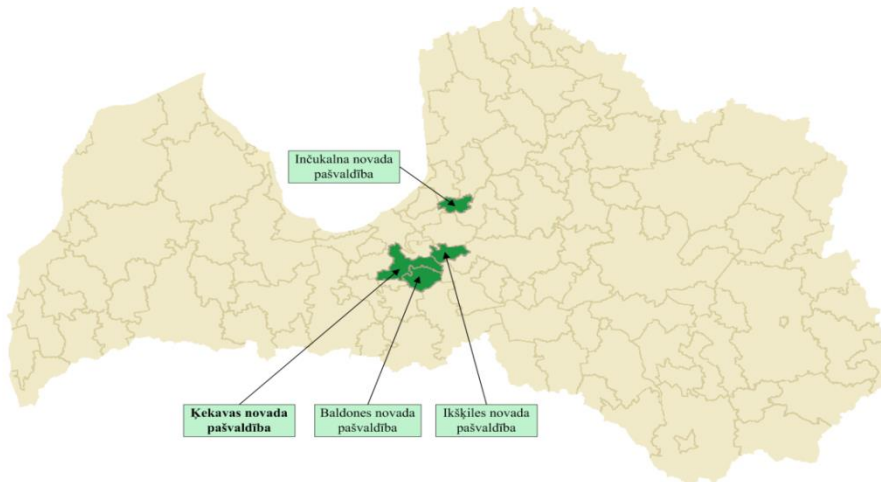 Inčukalna novada
pašvaldība
Ķekavas novada
pašvaldība
Baldones novada
pašvaldība
Ikšķiles novada
pašvaldība